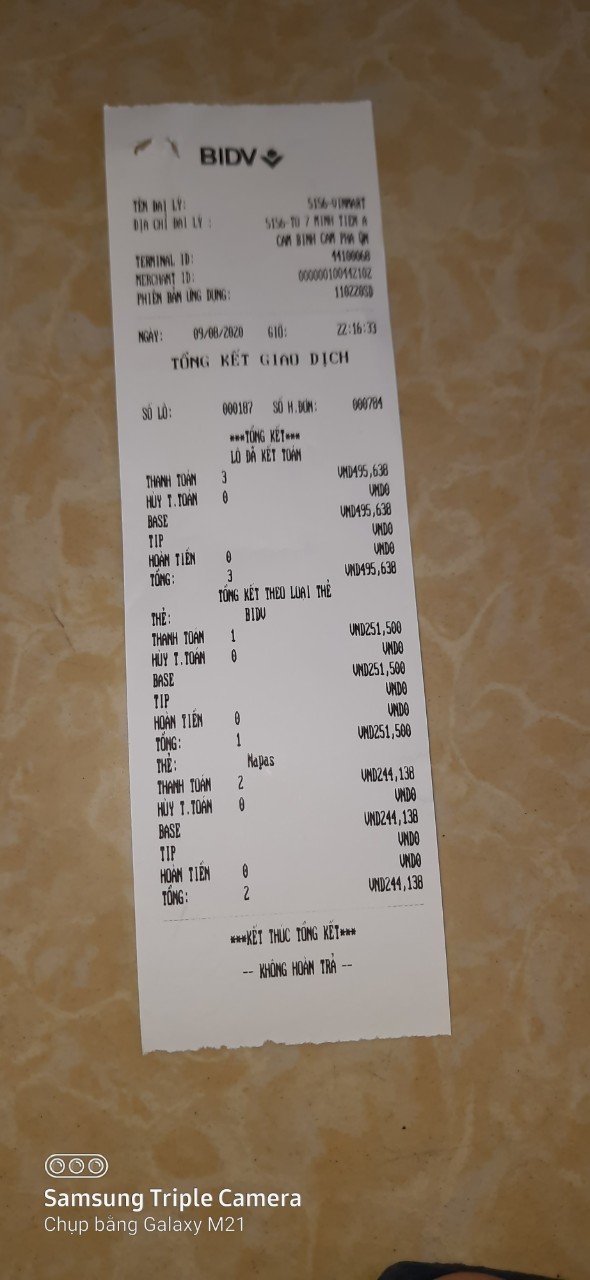 BIDV
TÊN ĐẠI LÝ: 5156-VINMART
ĐỊA CHỈ ĐẠI LÝ : 5156-TỔ 7 MINH TIEN A
CAM BINH CAM PHA QN
TERMINAL ID: 44100068
MERCHANT ID: 000000100442102
PHIÊN BẢN ỨNG DỤNG: 110220SD
NGÀY: 09/08/2020 GIỜ: 22:16:33
TỔNG KẾT GIAO DỊCH
SỐ LÔ: 000187 SỐ H.ĐƠN: 000784
***TỔNG KẾT***
LÔ ĐÃ KẾT TOÁN
THANH TOÁN 3 VND495,638
HỦY T.TOÁN 0 VND0
BASE VND495,638
TIP VND0
HOÀN TIỀN 0 VND0
TỔNG: 3 VND495,638
TỔNG KẾT THEO LOẠI THẺ
THẺ: BIDV
THANH TOÁN 1 VND251,500
HỦY T.TOÁN 0 VND0
BASE VND251,500
TIP VND0
HOÀN TIỀN 0 VND0
TỔNG: 1 VND251,500
THẺ: Napas
THANH TOÁN 2 VND244,138
HỦY T.TOÁN 0 VND0
BASE VND244,138
TIP VND0
HOÀN TIỀN 0 VND0
TỔNG: 2 VND244,138
***KẾT THÚC TỔNG KẾT***
-- KHÔNG HOÀN TRẢ --
Samsung Triple Camera
Chụp bằng Galaxy M21